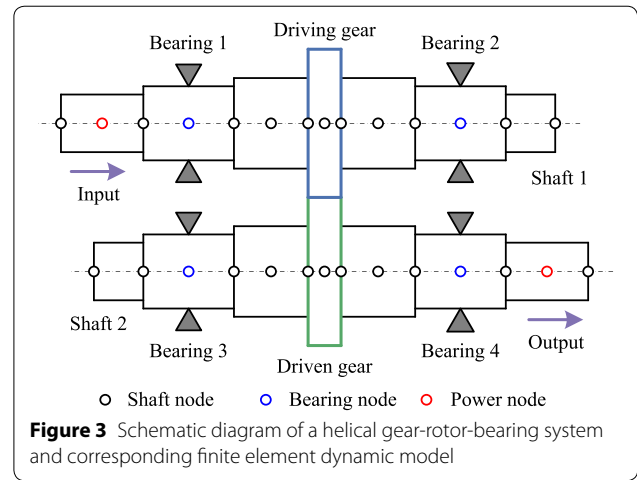 Driving gear
Bearing 1
Bearing 2
Input
Shaft 1
Shaft 2
Bearing 3
Bearing 4
Output
Driven gear
Shaft node
Bearing node
Power node
Figure 3 Schematic diagram of a helical gear-rotor-bearing system
and corresponding finite element dynamic model